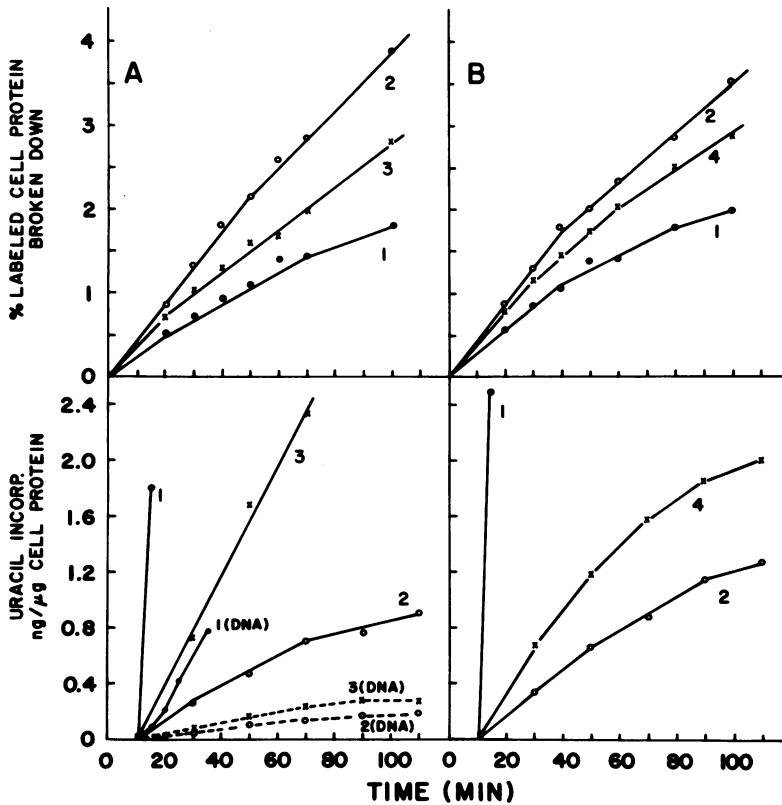 % LABELED CELL PROTEIN
BROKEN DOWN
4
3
2
1
0
A
2
3
1
B
2
4
1
URACIL INCORP.
ng/µg CELL PROTEIN
2.4
2.0
1.6
1.2
0.8
0.4
0
1
3
1(DNA)
2
3(DNA)
2(DNA)
1
4
2
20 40 60 80 100
20 40 60 80 100
TIME (MIN)